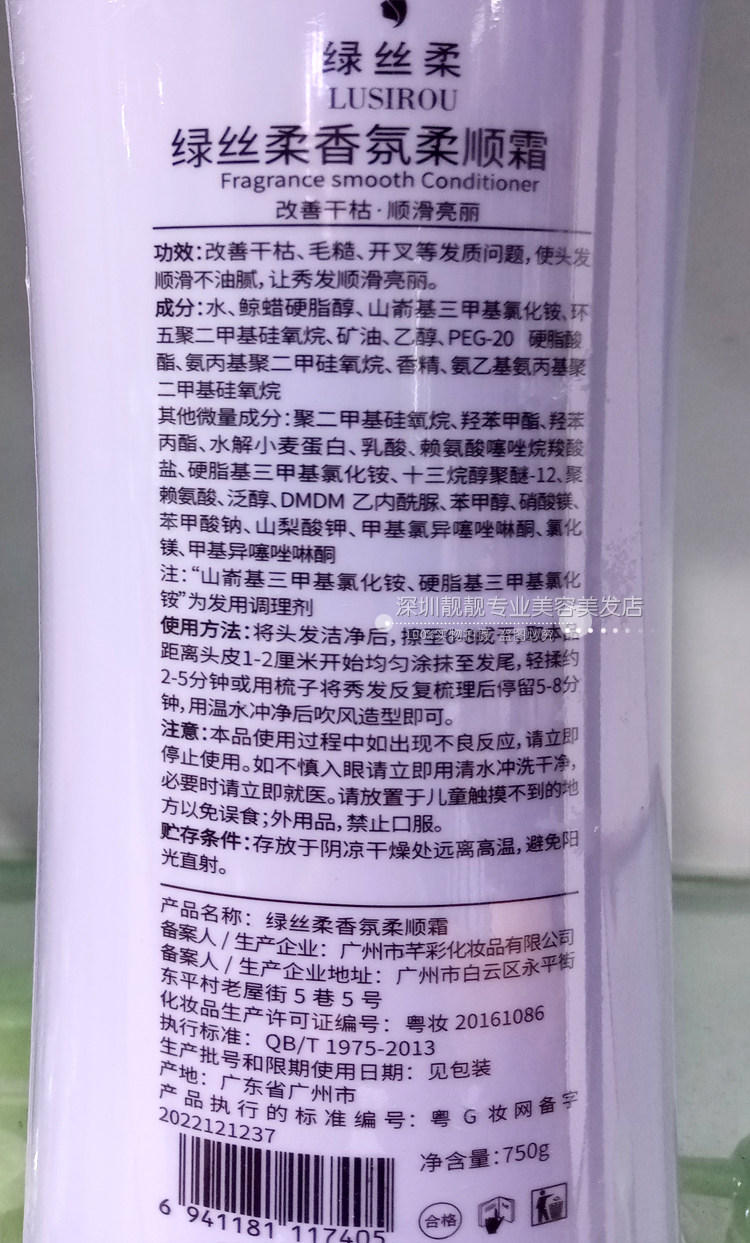 绿丝柔
LUSIROU
绿丝柔香氛柔顺霜
Fragrance smooth Conditioner
改善干枯·顺滑亮丽
功效:改善干枯、毛糙、开叉等发质问题,使头发
顺滑不油腻,让秀发顺滑亮丽。
成分:水、鲸蜡硬脂醇、山嵛基三甲基氯化铵、环
五聚二甲基硅氧烷、矿油、乙醇、PEG-20 硬脂酸
酯、氨丙基聚二甲硅氧烷、香精、氨乙基氨丙基聚
二甲基硅氧烷
其他微量成分:聚二甲基硅氧烷、羟苯甲酯、羟苯
丙酯、水解小麦蛋白、乳酸、赖氨酸噻唑烷羧酸
盐、硬脂基三甲基氯化铵、十三烷醇聚醚-12、聚
赖氨酸、泛醇、DMDM 乙内酰脲、苯甲醇、硝酸镁、
苯甲酸钠、山梨酸钾、甲基氯异噻唑啉酮、氯化
镁、甲基异噻唑啉酮
注:“山嵛基三甲基氯化铵、硬脂基三甲基氯化
铵”为发用调理剂
深圳靓靓专业美容美发店
使用方法:将头发洁净后,擦至
100%实物拍摄 盗图必究
距离头皮1-2厘米开始均匀涂抹至发尾,轻揉约
2-5分钟或用梳子将秀发反复梳理后停留5-8分
钟,用温水冲净后吹风造型即可。
注意:本品使用过程中如出现不良反应,请立即
停止使用。如不慎入眼请立即用清水冲洗干净,
必要时请立即就医。请放置于儿童触摸不到的地
方以免误食;外用品,禁止口服。
贮存条件:存放于阴凉干燥处远离高温,避免阳
光直射。
产品名称: 绿丝柔香氛柔顺霜
备案人/生产企业: 广州市芊彩化妆品有限公司
备案人/生产企业地址: 广州市白云区永平街
东平村老屋街5巷5号
化妆品生产许可证编号: 粤妆 20161086
执行标准: QB/T 1975-2013
生产批号和限期使用日期: 见包装
产地: 广东省广州市
产品执行的标准编号: 粤G妆网备字
2022121237
净含量:750g
6 941181 117405
合格